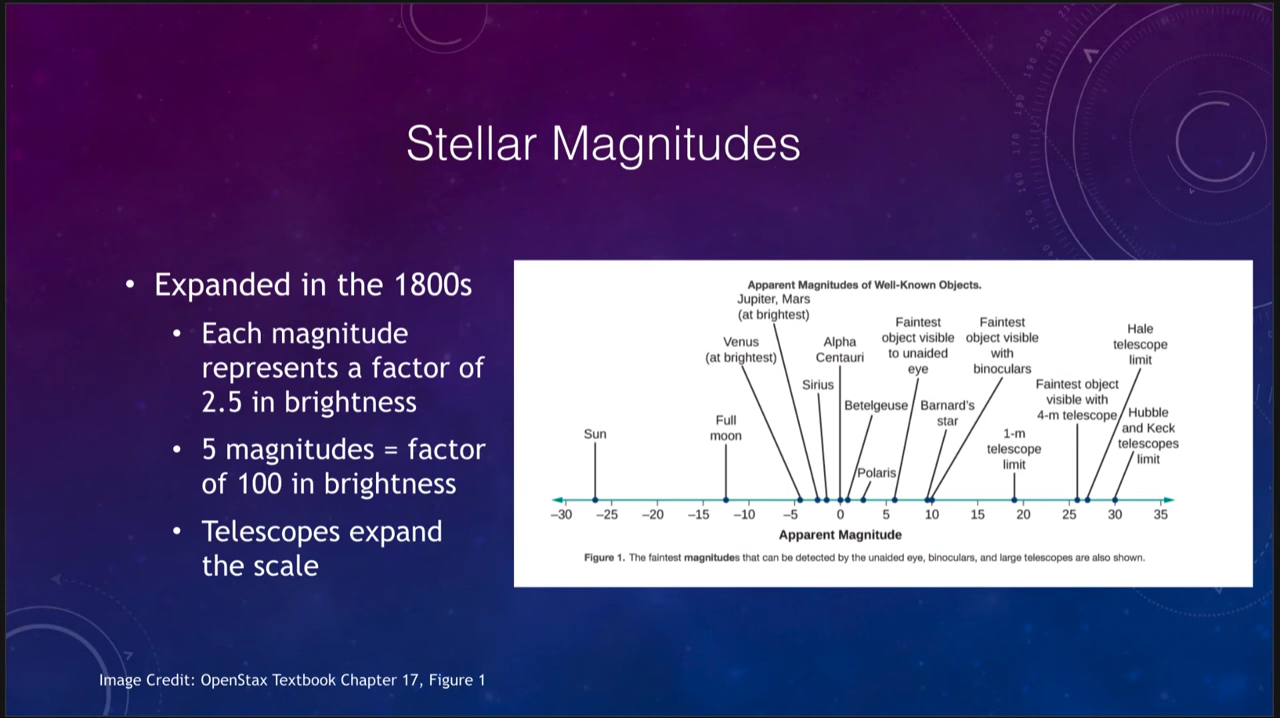 Stellar Magnitudes
• Expanded in the 1800s
• Each magnitude
represents a factor of
2.5 in brightness
• 5 magnitudes = factor
of 100 in brightness
• Telescopes expand
the scale
Apparent Magnitudes of Well-Known Objects.
Sun
Full
moon
Venus
(at brightest)
Jupiter, Mars
(at brightest)
Sirius
Alpha
Centauri
Betelgeuse
Polaris
Faintest
object visible
to unaided
eye
Barnard's
star
Faintest
object visible
with
binoculars
1-m
telescope
limit
Faintest object
visible with
4-m telescope
Hale
telescope
limit
Hubble
and Keck
telescopes
limit
–30 –25 –20 –15 –10 –5 0 5 10 15 20 25 30 35
Apparent Magnitude
Figure 1. The faintest magnitudes that can be detected by the unaided eye, binoculars, and large telescopes are also shown.
Image Credit: OpenStax Textbook Chapter 17, Figure 1
200
190
180
170
160
150